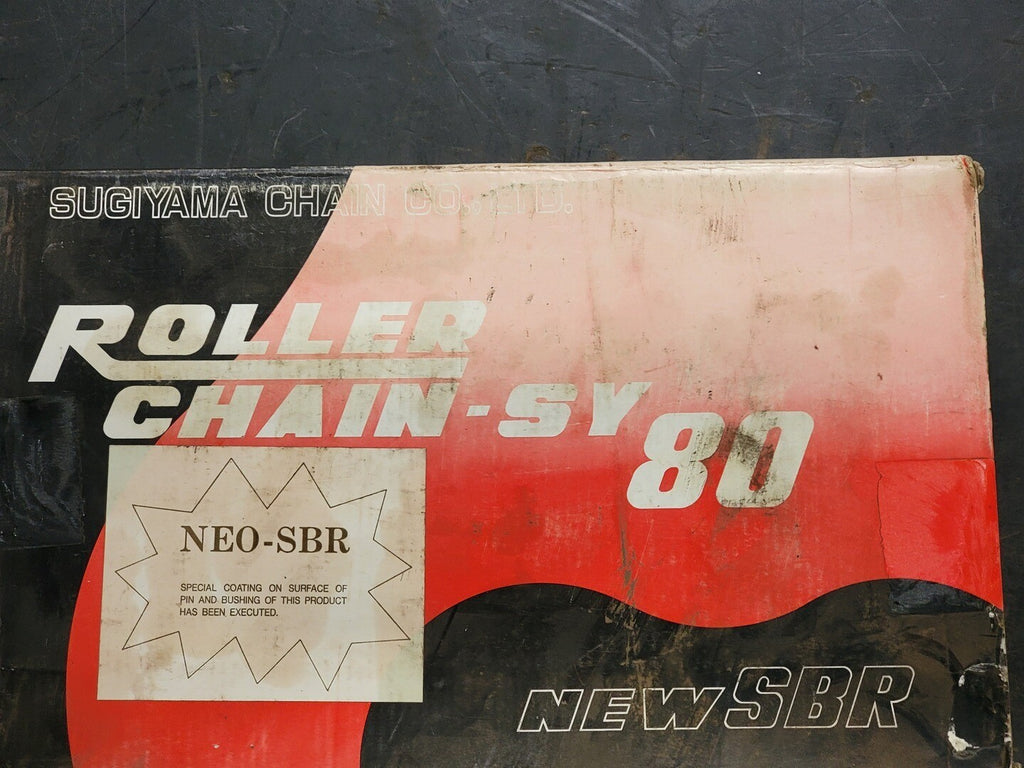 SUGIYAMA CHAIN CO., LTD.
ROLLER
CHAIN-SY
80
NEO-SBR
SPECIAL COATING ON SURFACE OF
PIN AND BUSHING OF THIS PRODUCT
HAS BEEN EXECUTED.
NEW SBR